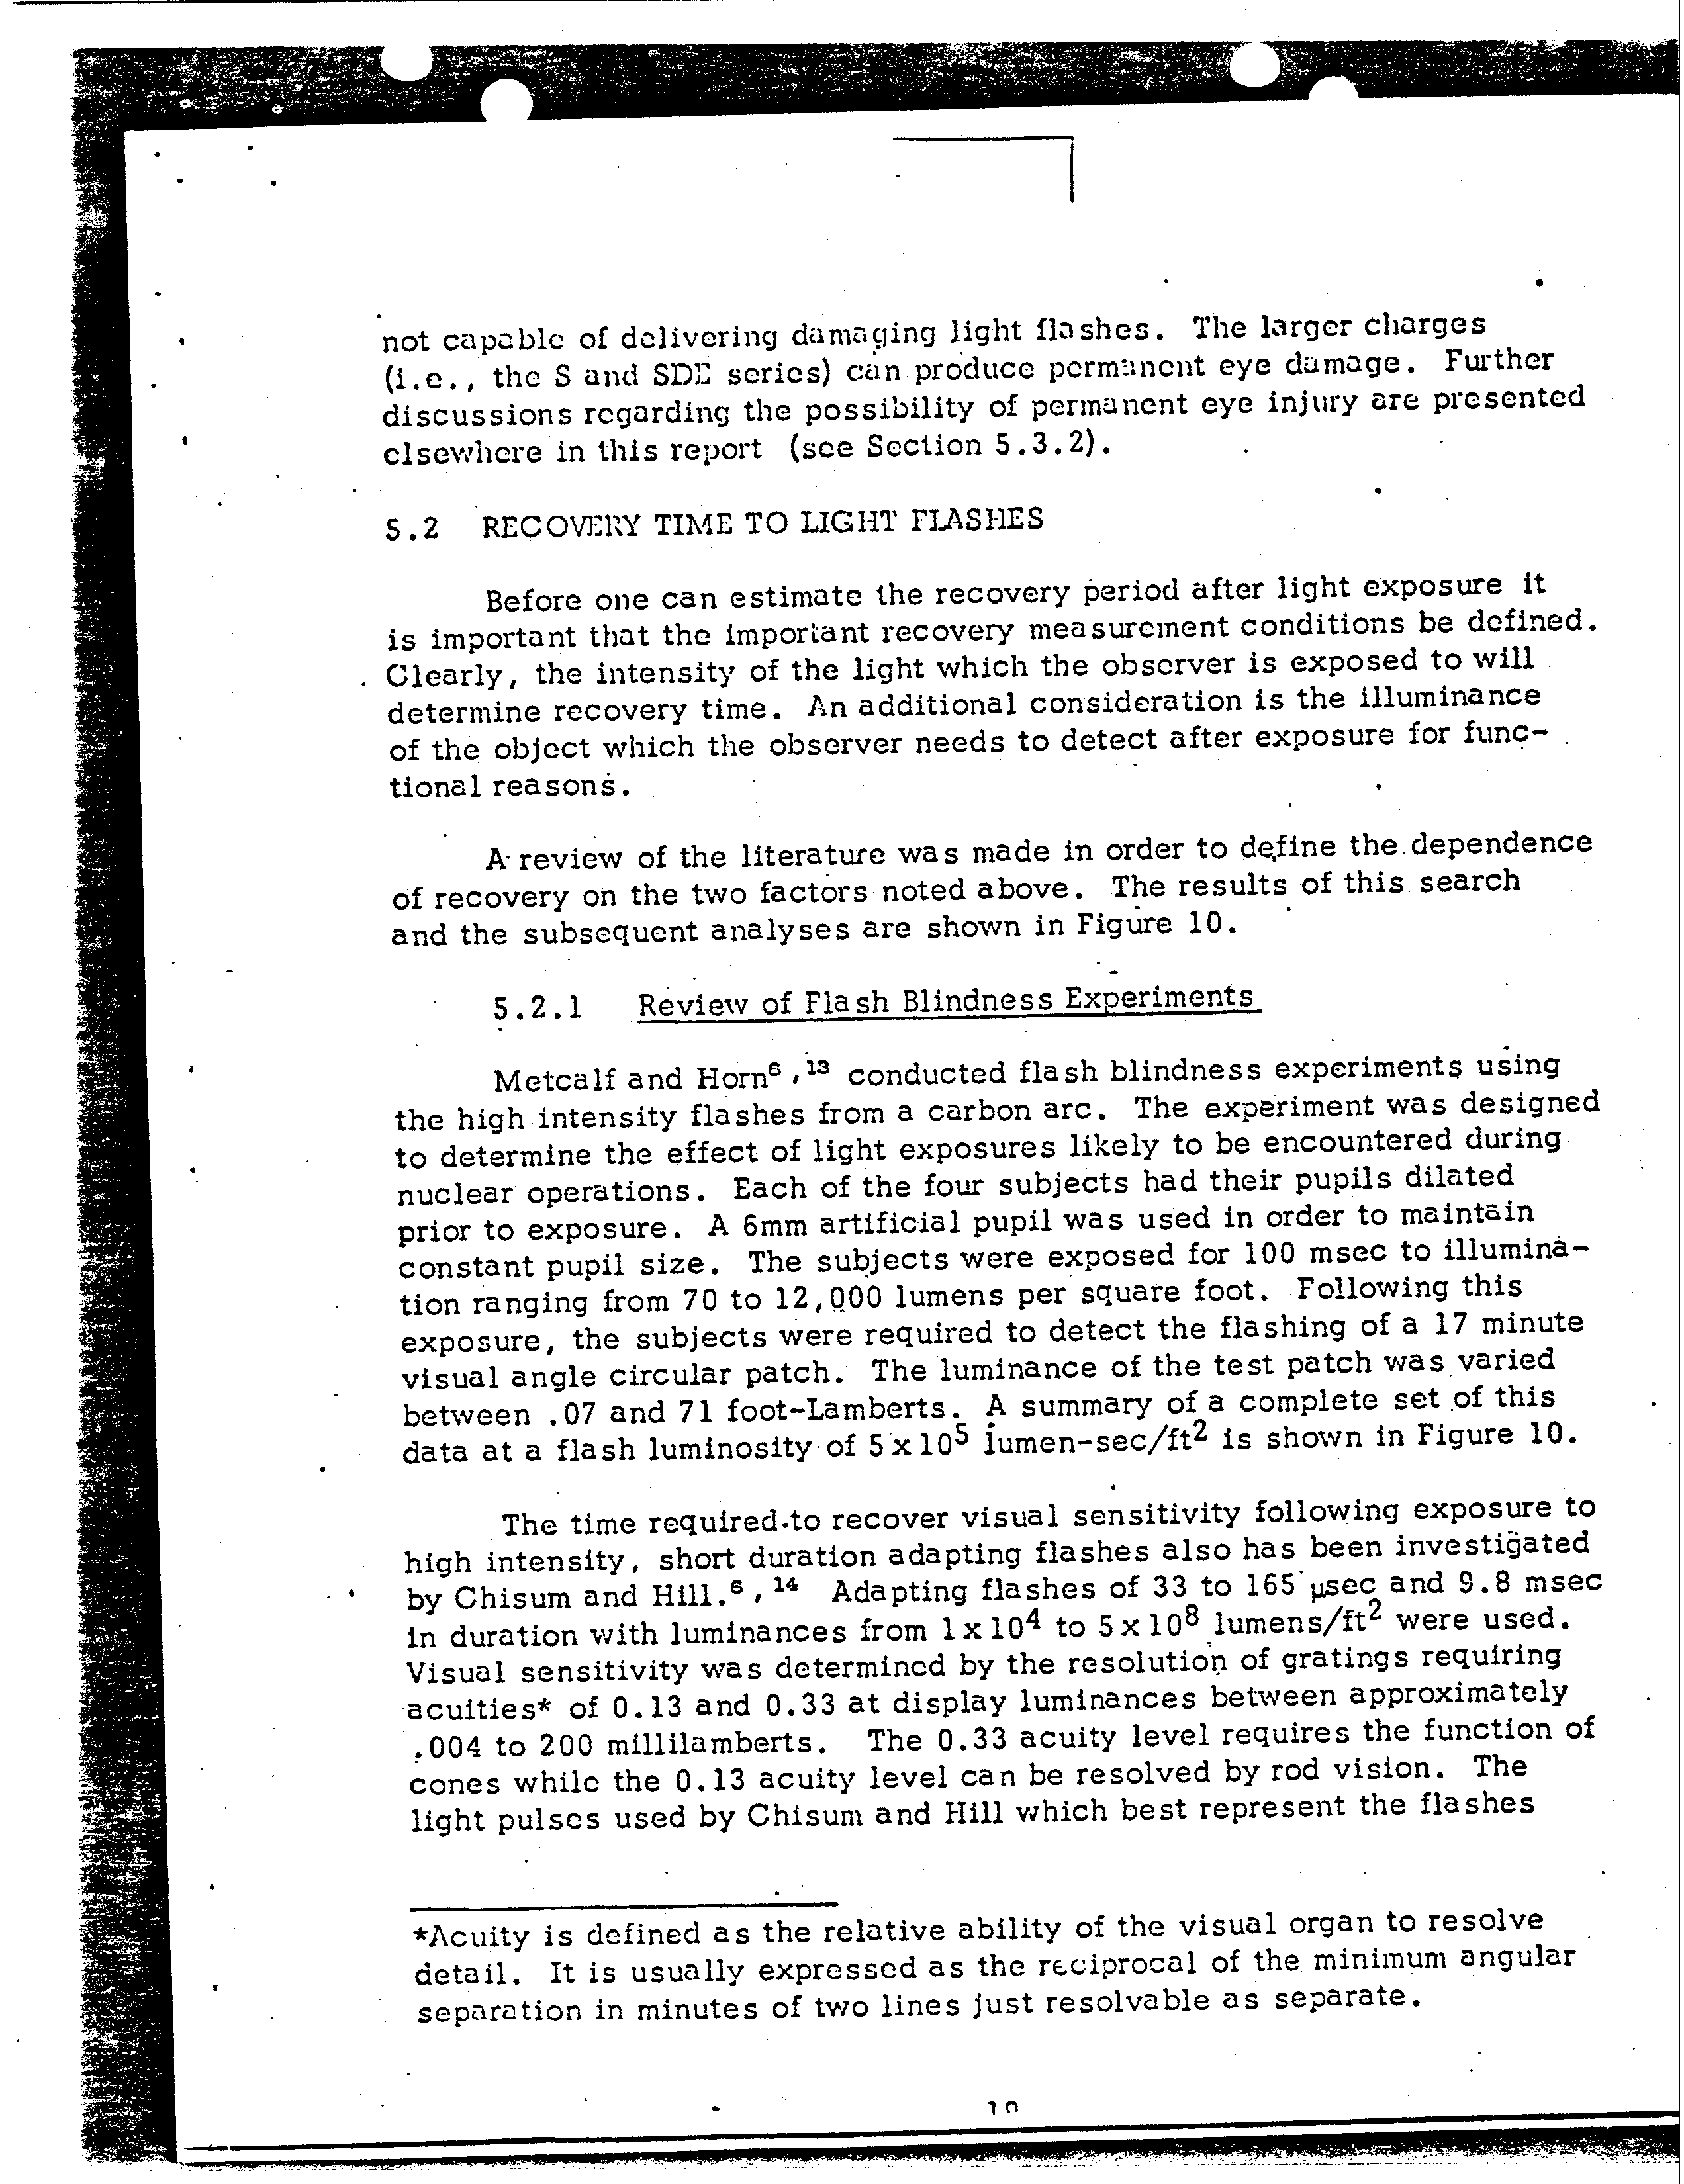 not capable of delivering damaging light flashes. The larger charges
(i.e., the S and SDE series) can produce permanent eye damage. Further
discussions regarding the possibility of permanent eye injury are presented
elsewhere in this report (see Section 5.3.2).
5.2 RECOVERY TIME TO LIGHT FLASHES
Before one can estimate the recovery period after light exposure it
is important that the important recovery measurement conditions be defined.
Clearly, the intensity of the light which the observer is exposed to will
determine recovery time. An additional consideration is the illuminance
of the object which the observer needs to detect after exposure for func-
tional reasons.
A review of the literature was made in order to define the dependence
of recovery on the two factors noted above. The results of this search
and the subsequent analyses are shown in Figure 10.
5.2.1 Review of Flash Blindness Experiments
Metcalf and Horn⁶,¹³ conducted flash blindness experiments using
the high intensity flashes from a carbon arc. The experiment was designed
to determine the effect of light exposures likely to be encountered during
nuclear operations. Each of the four subjects had their pupils dilated
prior to exposure. A 6mm artificial pupil was used in order to maintain
constant pupil size. The subjects were exposed for 100 msec to illumina-
tion ranging from 70 to 12,000 lumens per square foot. Following this
exposure, the subjects were required to detect the flashing of a 17 minute
visual angle circular patch. The luminance of the test patch was varied
between .07 and 71 foot-Lamberts. A summary of a complete set of this
data at a flash luminosity of 5 x 10⁵ lumen-sec/ft² is shown in Figure 10.
The time required to recover visual sensitivity following exposure to
high intensity, short duration adapting flashes also has been investigated
by Chisum and Hill.⁶,¹⁴ Adapting flashes of 33 to 165 µsec and 9.8 msec
in duration with luminances from 1 x 10⁴ to 5 x 10⁸ lumens/ft² were used.
Visual sensitivity was determined by the resolution of gratings requiring
acuities* of 0.13 and 0.33 at display luminances between approximately
.004 to 200 millilamberts. The 0.33 acuity level requires the function of
cones while the 0.13 acuity level can be resolved by rod vision. The
light pulses used by Chisum and Hill which best represent the flashes
*Acuity is defined as the relative ability of the visual organ to resolve
detail. It is usually expressed as the reciprocal of the minimum angular
separation in minutes of two lines just resolvable as separate.